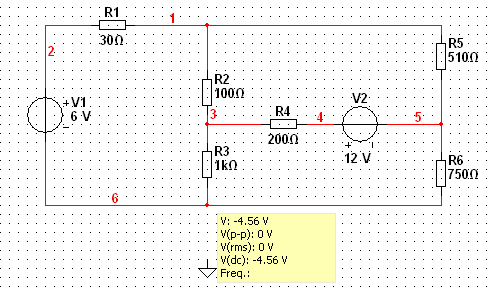 R1
1
30Ω
2
R5
510Ω
R2
100Ω
V1
+
6 V
−
3
R4
4
V2
5
200Ω
+
−
12 V
R3
1kΩ
R6
750Ω
6
V: -4.56 V
V(p-p): 0 V
V(rms): 0 V
V(dc): -4.56 V
Freq.: